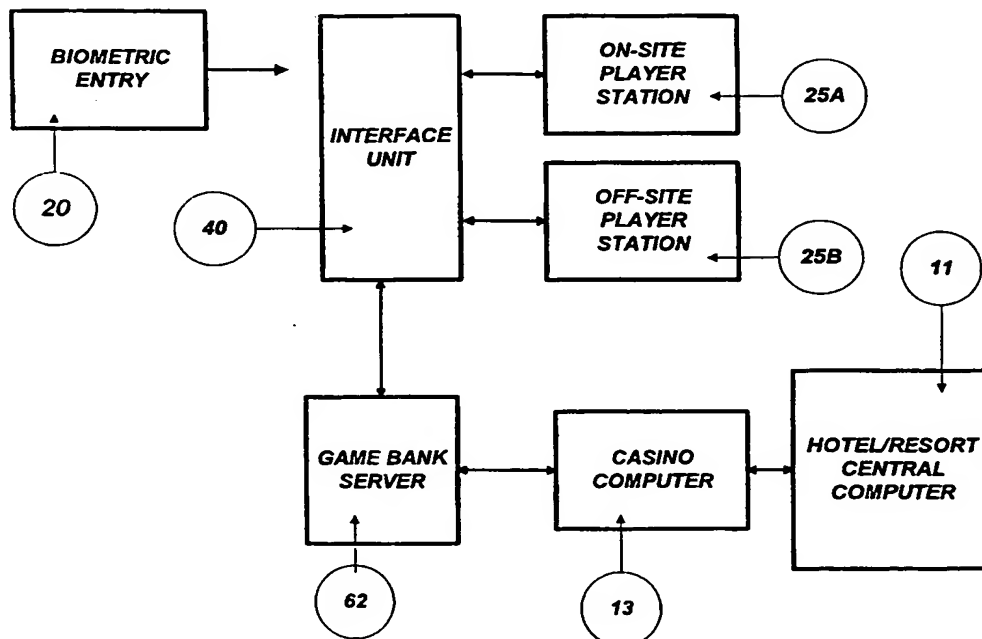 BIOMETRIC
ENTRY
20
INTERFACE
UNIT
40
ON-SITE
PLAYER
STATION
25A
OFF-SITE
PLAYER
STATION
25B
11
GAME BANK
SERVER
62
CASINO
COMPUTER
13
HOTEL/RESORT
CENTRAL
COMPUTER